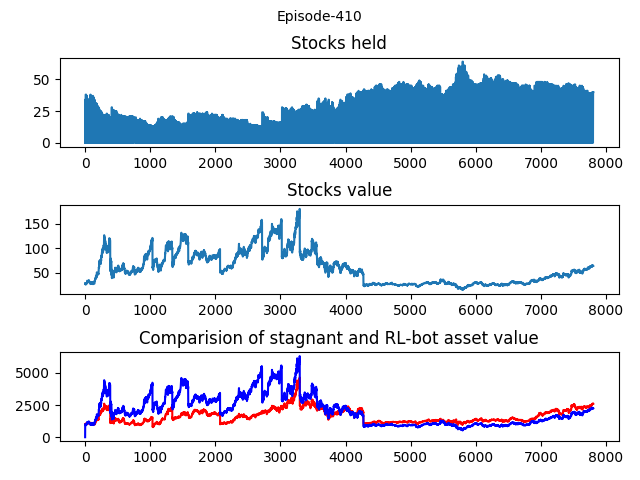 Episode-410
Stocks held
50
25
0
0 1000 2000 3000 4000 5000 6000 7000 8000
Stocks value
150
100
50
0 1000 2000 3000 4000 5000 6000 7000 8000
Comparision of stagnant and RL-bot asset value
5000
2500
0
0 1000 2000 3000 4000 5000 6000 7000 8000